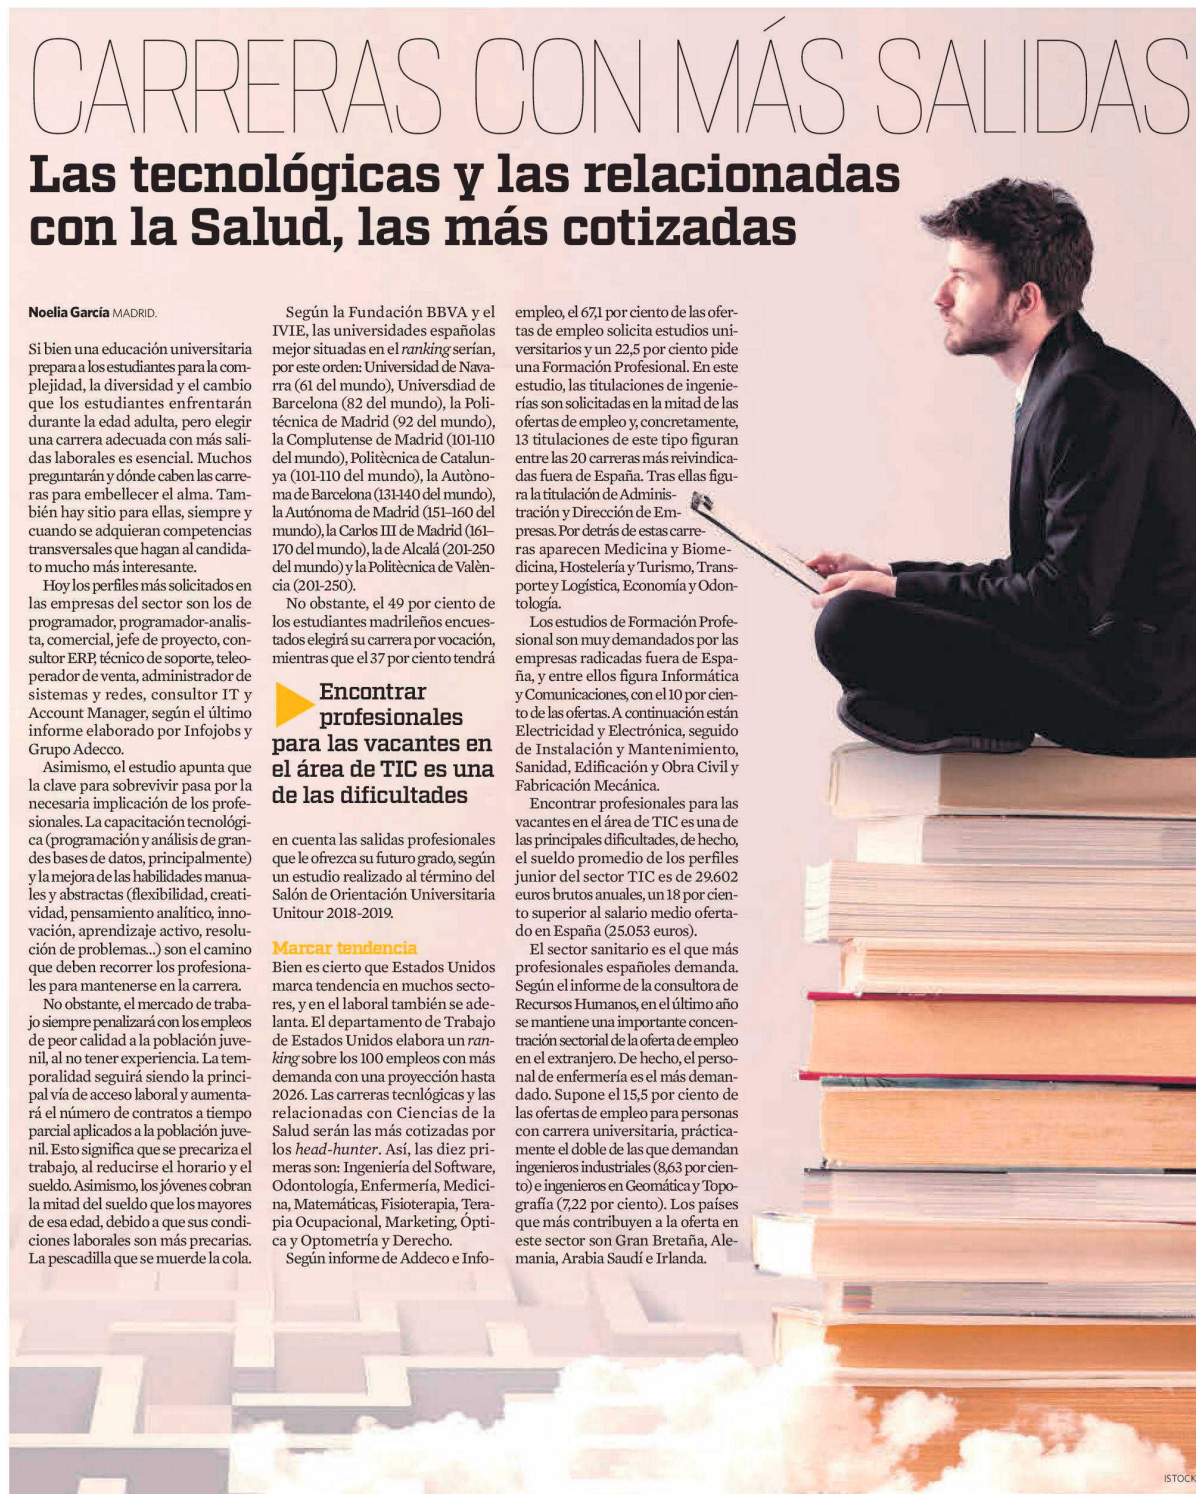 CARRERAS CON MÁS SALIDAS
Las tecnológicas y las relacionadas
con la Salud, las más cotizadas
Noelia García MADRID.
Si bien una educación universitaria
prepara a los estudiantes para la com-
plejidad, la diversidad y el cambio
que los estudiantes enfrentarán
durante la edad adulta, pero elegir
una carrera adecuada con más sali-
das laborales es esencial. Muchos
preguntarán y dónde caben las carre-
ras para embellecer el alma. Tam-
bién hay sitio para ellas, siempre y
cuando se adquieran competencias
transversales que hagan al candida-
to mucho más interesante.
Hoy los perfiles más solicitados en
las empresas del sector son los de
programador, programador-analis-
ta, comercial, jefe de proyecto, con-
sultor ERP, técnico de soporte, teleo-
perador de venta, administrador de
sistemas y redes, consultor IT y
Account Manager, según el último
informe elaborado por Infojobs y
Grupo Adecco.
Asimismo, el estudio apunta que
la clave para sobrevivir pasa por la
necesaria implicación de los profe-
sionales. La capacitación tecnológi-
ca (programación y análisis de gran-
des bases de datos, principalmente)
y la mejora de las habilidades manua-
les y abstractas (flexibilidad, creati-
vidad, pensamiento analítico, inno-
vación, aprendizaje activo, resolu-
ción de problemas...) son el camino
que deben recorrer los profesiona-
les para mantenerse en la carrera.
No obstante, el mercado de traba-
jo siempre penalizará con los empleos
de peor calidad a la población juve-
nil, al no tener experiencia. La tem-
poralidad seguirá siendo la princi-
pal vía de acceso laboral y aumenta-
rá el número de contratos a tiempo
parcial aplicados a la población juve-
nil. Esto significa que se precariza el
trabajo, al reducirse el horario y el
sueldo. Asimismo, los jóvenes cobran
la mitad del sueldo que los mayores
de esa edad, debido a que sus condi-
ciones laborales son más precarias.
La pescadilla que se muerde la cola.
Según la Fundación BBVA y el
IVIE, las universidades españolas
mejor situadas en el ranking serían,
por este orden: Universidad de Nava-
rra (61 del mundo), Universdiad de
Barcelona (82 del mundo), la Poli-
técnica de Madrid (92 del mundo),
la Complutense de Madrid (101-110
del mundo), Politècnica de Catalun-
ya (101-110 del mundo), la Autòno-
ma de Barcelona (131-140 del mundo),
la Autónoma de Madrid (151–160 del
mundo), la Carlos III de Madrid (161–
170 del mundo), la de Alcalá (201-250
del mundo) y la Politècnica de Valèn-
cia (201-250).
No obstante, el 49 por ciento de
los estudiantes madrileños encues-
tados elegirá su carrera por vocación,
mientras que el 37 por ciento tendrá
Encontrar
profesionales
para las vacantes en
el área de TIC es una
de las dificultades
en cuenta las salidas profesionales
que le ofrezca su futuro grado, según
un estudio realizado al término del
Salón de Orientación Universitaria
Unitour 2018-2019.
Marcar tendencia
Bien es cierto que Estados Unidos
marca tendencia en muchos secto-
res, y en el laboral también se ade-
lanta. El departamento de Trabajo
de Estados Unidos elabora un ran-
king sobre los 100 empleos con más
demanda con una proyección hasta
2026. Las carreras tecnlógicas y las
relacionadas con Ciencias de la
Salud serán las más cotizadas por
los head-hunter. Así, las diez pri-
meras son: Ingeniería del Software,
Odontología, Enfermería, Medici-
na, Matemáticas, Fisioterapia, Tera-
pia Ocupacional, Marketing, Ópti-
ca y Optometría y Derecho.
Según informe de Addeco e Info-
empleo, el 67,1 por ciento de las ofer-
tas de empleo solicita estudios uni-
versitarios y un 22,5 por ciento pide
una Formación Profesional. En este
estudio, las titulaciones de ingenie-
rías son solicitadas en la mitad de las
ofertas de empleo y, concretamente,
13 titulaciones de este tipo figuran
entre las 20 carreras más reivindica-
das fuera de España. Tras ellas figu-
ra la titulación de Adminis-
tración y Dirección de Em-
presas. Por detrás de estas carre-
ras aparecen Medicina y Biome-
dicina, Hostelería y Turismo, Trans-
porte y Logística, Economía y Odon-
tología.
Los estudios de Formación Profe-
sional son muy demandados por las
empresas radicadas fuera de Espa-
ña, y entre ellos figura Informática
y Comunicaciones, con el 10 por cien-
to de las ofertas. A continuación están
Electricidad y Electrónica, seguido
de Instalación y Mantenimiento,
Sanidad, Edificación y Obra Civil y
Fabricación Mecánica.
Encontrar profesionales para las
vacantes en el área de TIC es una de
las principales dificultades, de hecho,
el sueldo promedio de los perfiles
junior del sector TIC es de 29.602
euros brutos anuales, un 18 por cien-
to superior al salario medio oferta-
do en España (25.053 euros).
El sector sanitario es el que más
profesionales españoles demanda.
Según el informe de la consultora de
Recursos Humanos, en el último año
se mantiene una importante concen-
tración sectorial de la oferta de empleo
en el extranjero. De hecho, el perso-
nal de enfermería es el más deman-
dado. Supone el 15,5 por ciento de
las ofertas de empleo para personas
con carrera universitaria, práctica-
mente el doble de las que demandan
ingenieros industriales (8,63 por cien-
to) e ingenieros en Geomática y Topo-
grafía (7,22 por ciento). Los países
que más contribuyen a la oferta en
este sector son Gran Bretaña, Ale-
mania, Arabia Saudí e Irlanda.
ISTOCK